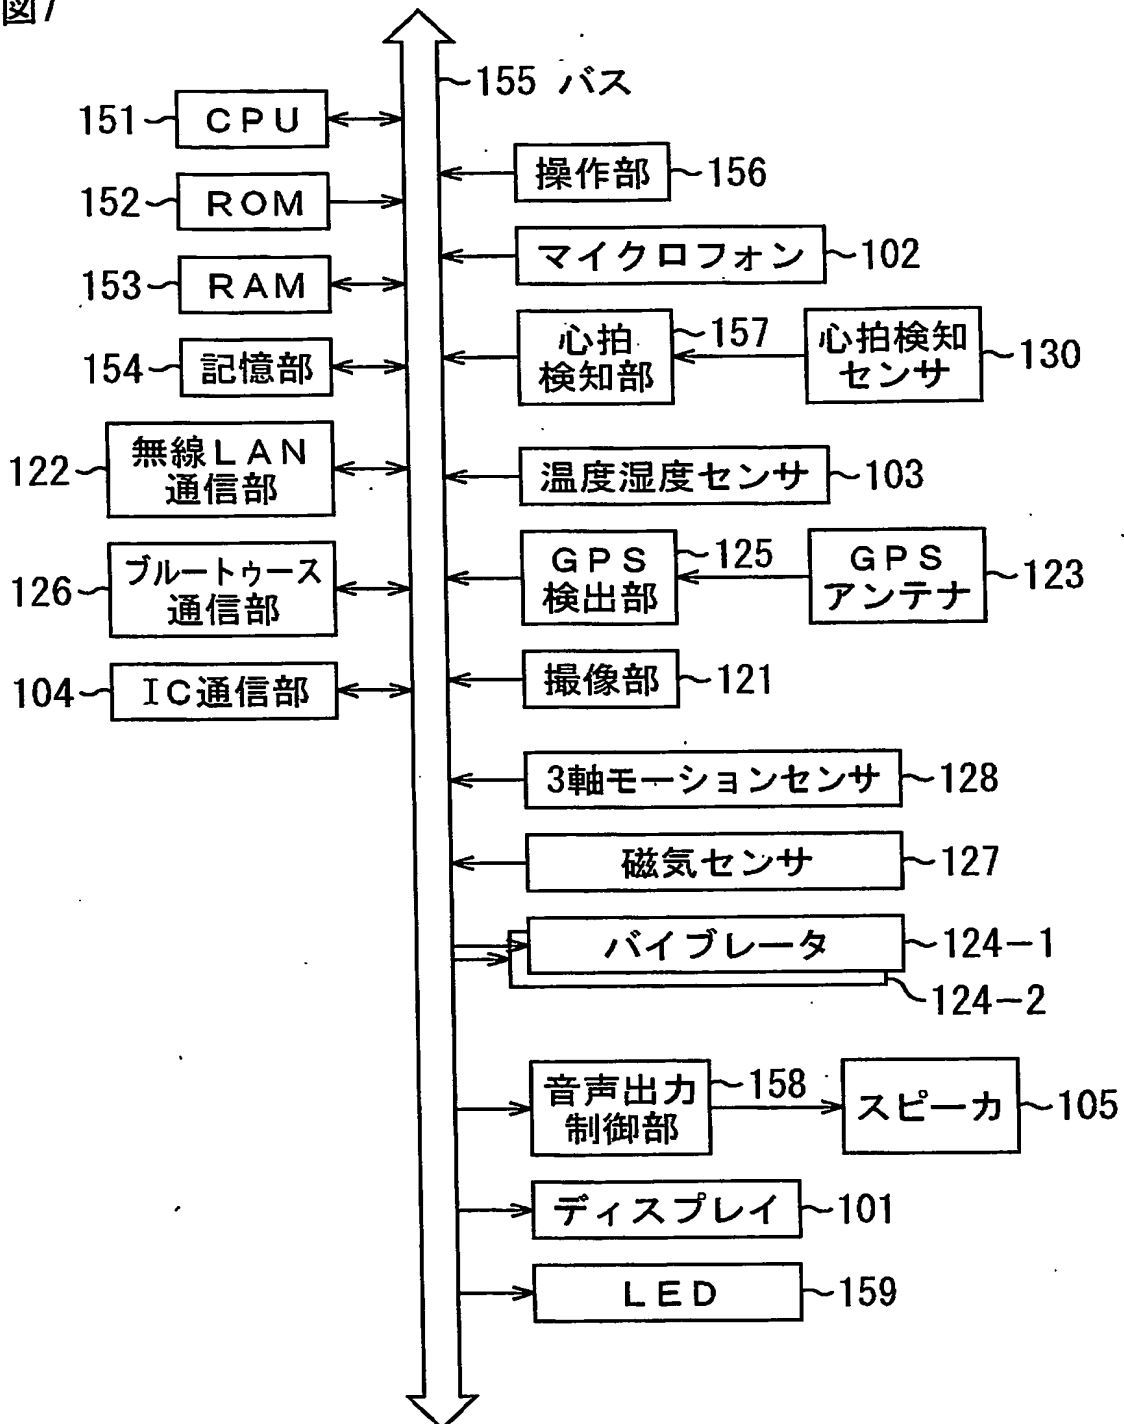 図7
155 バス
151 CPU
操作部 156
152 ROM
マイクロフォン 102
153 RAM
心拍
検知部 157
心拍検知
センサ 130
154 記憶部
122 無線LAN
通信部
温度湿度センサ 103
GPS
検出部 125
GPS
アンテナ 123
126 ブルートゥース
通信部
104 IC通信部
撮像部 121
3軸モーションセンサ 128
磁気センサ 127
バイブレータ 124-1
124-2
音声出力
制御部 158
スピーカ 105
ディスプレイ 101
LED 159